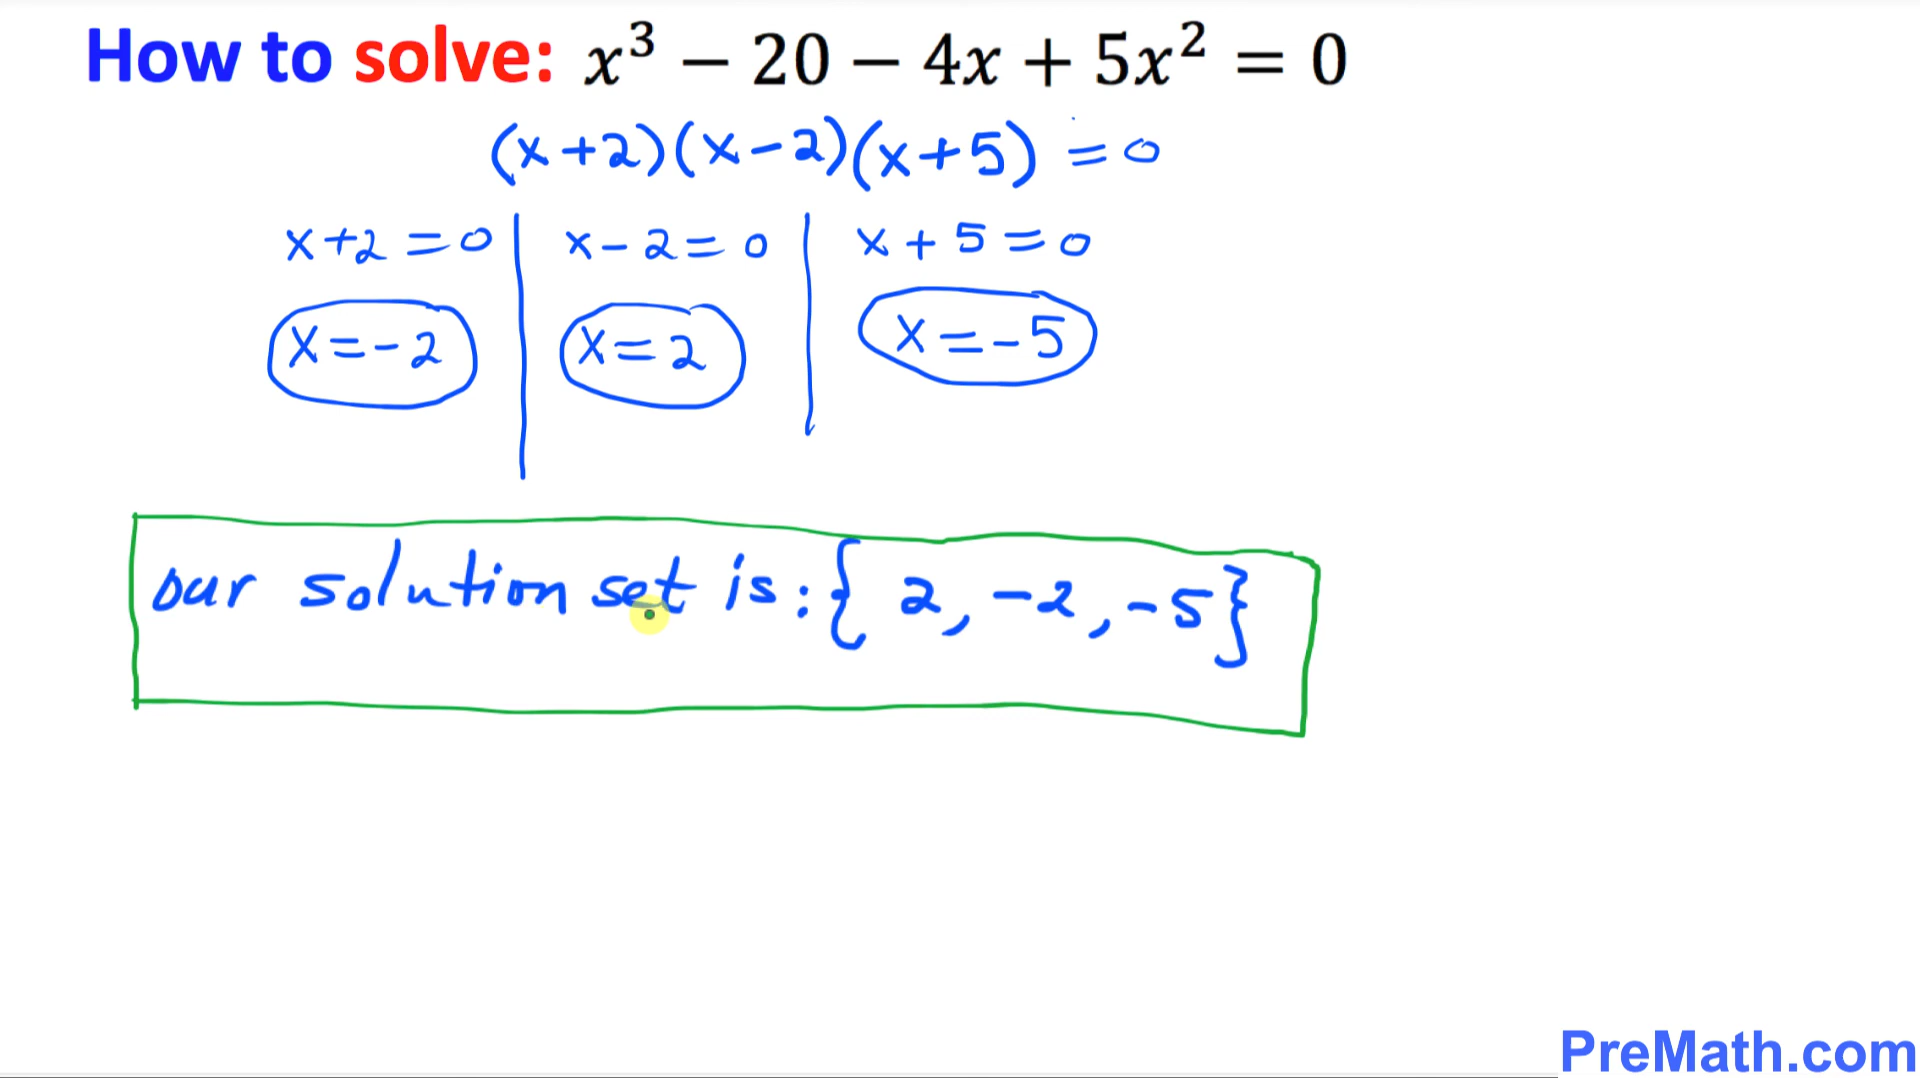 How to solve: x³ − 20 − 4x + 5x² = 0
(x+2)(x-2)(x+5) = 0
x+2=0 x-2=0 x+5=0
x=-2 x=2 x=-5
our solution set is: { 2, -2, -5}
PreMath.com